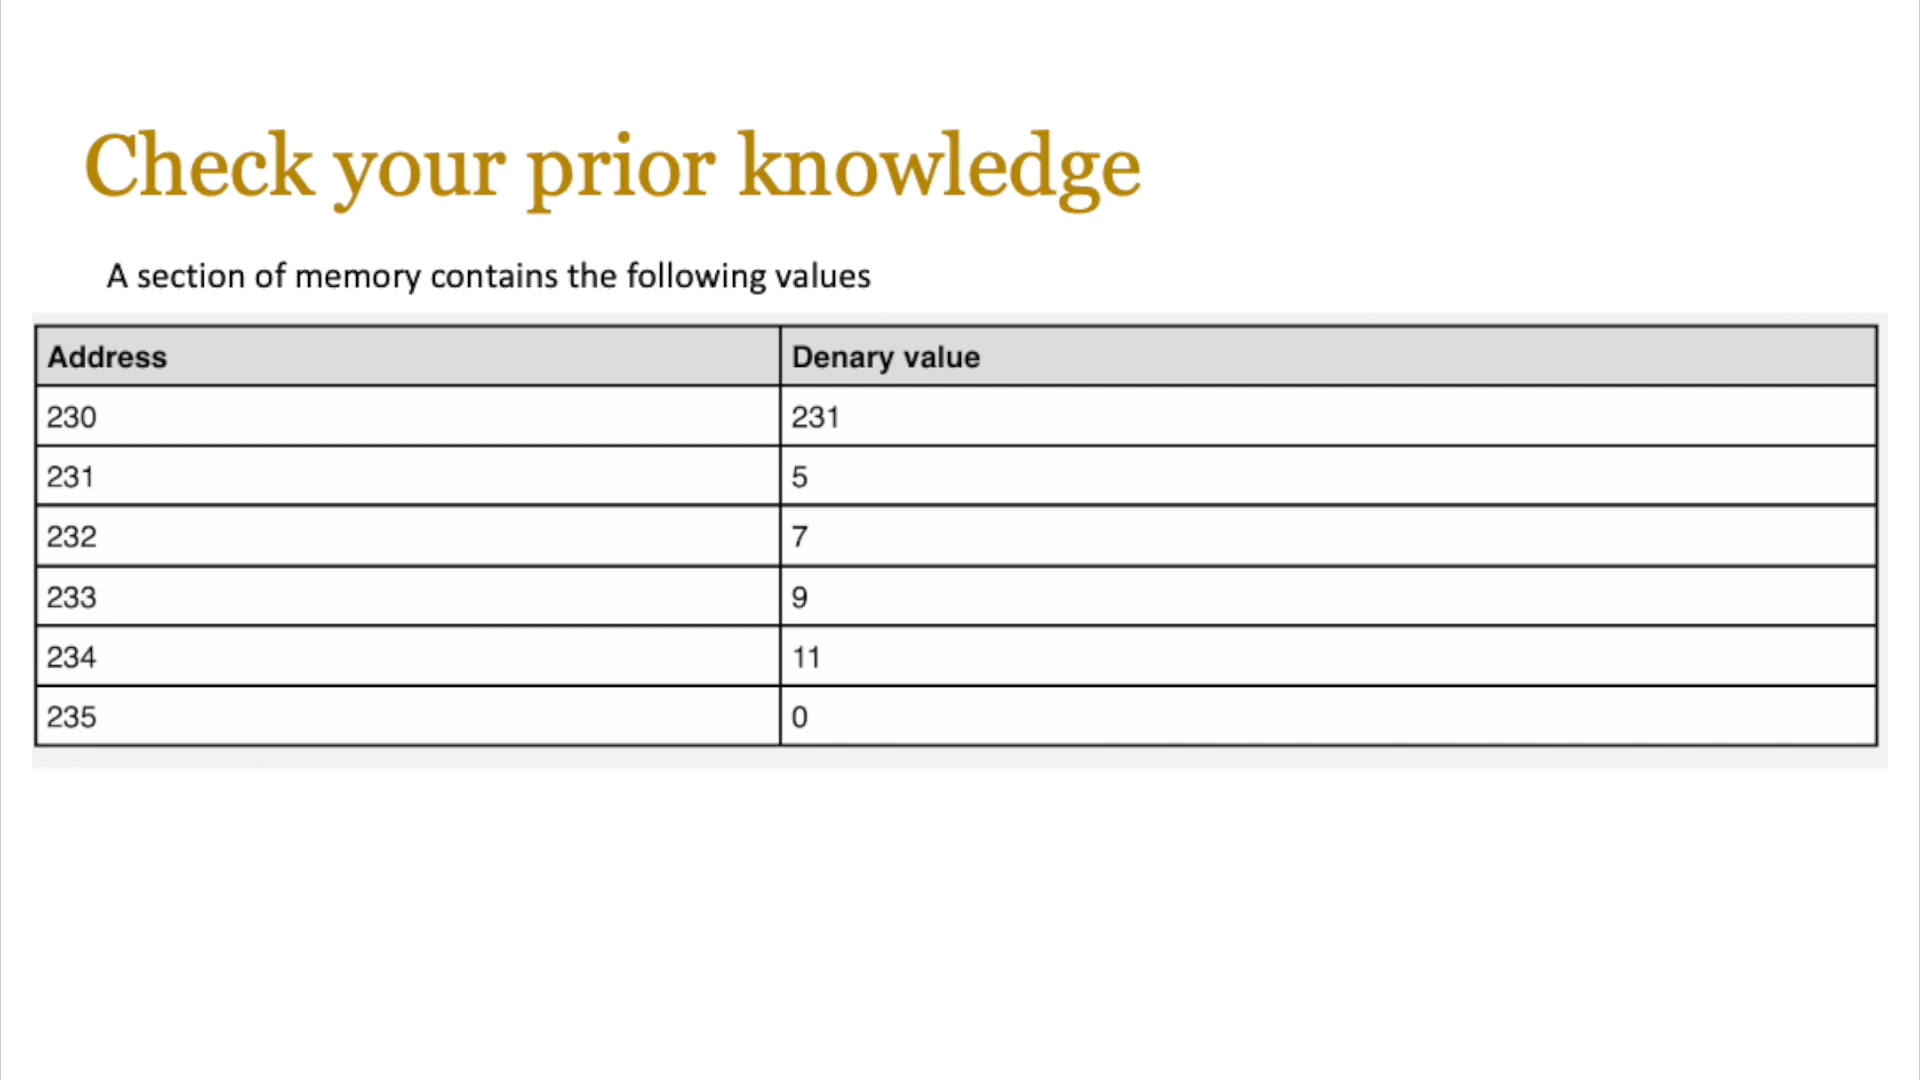 Check your prior knowledge
A section of memory contains the following values
Address Denary value
230 231
231 5
232 7
233 9
234 11
235 0